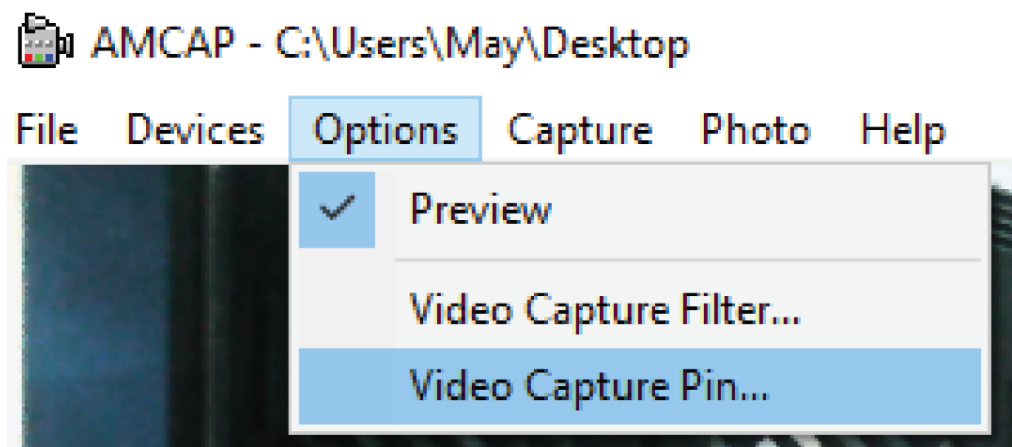 AMCAP - C:\Users\May\Desktop
File Devices Options Capture Photo Help
Preview
Video Capture Filter...
Video Capture Pin...